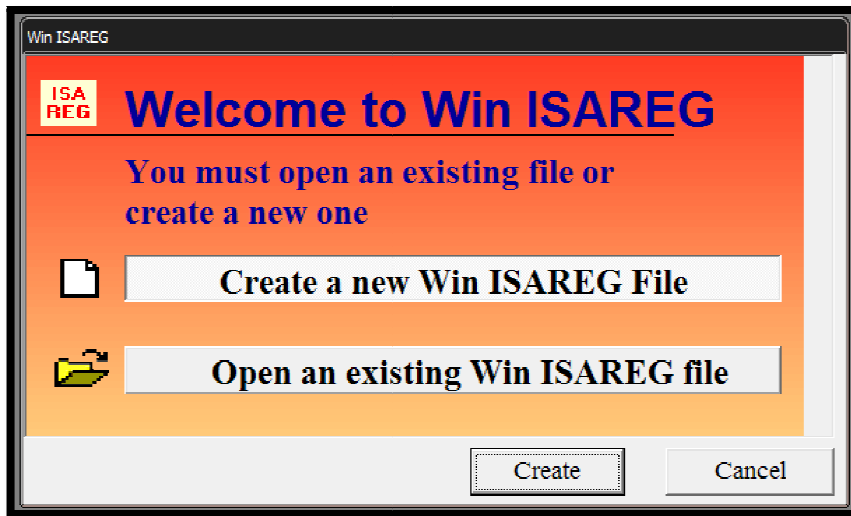 Win ISAREG
ISA
REG
Welcome to Win ISAREG
You must open an existing file or
create a new one
Create a new Win ISAREG File
Open an existing Win ISAREG file
Create
Cancel